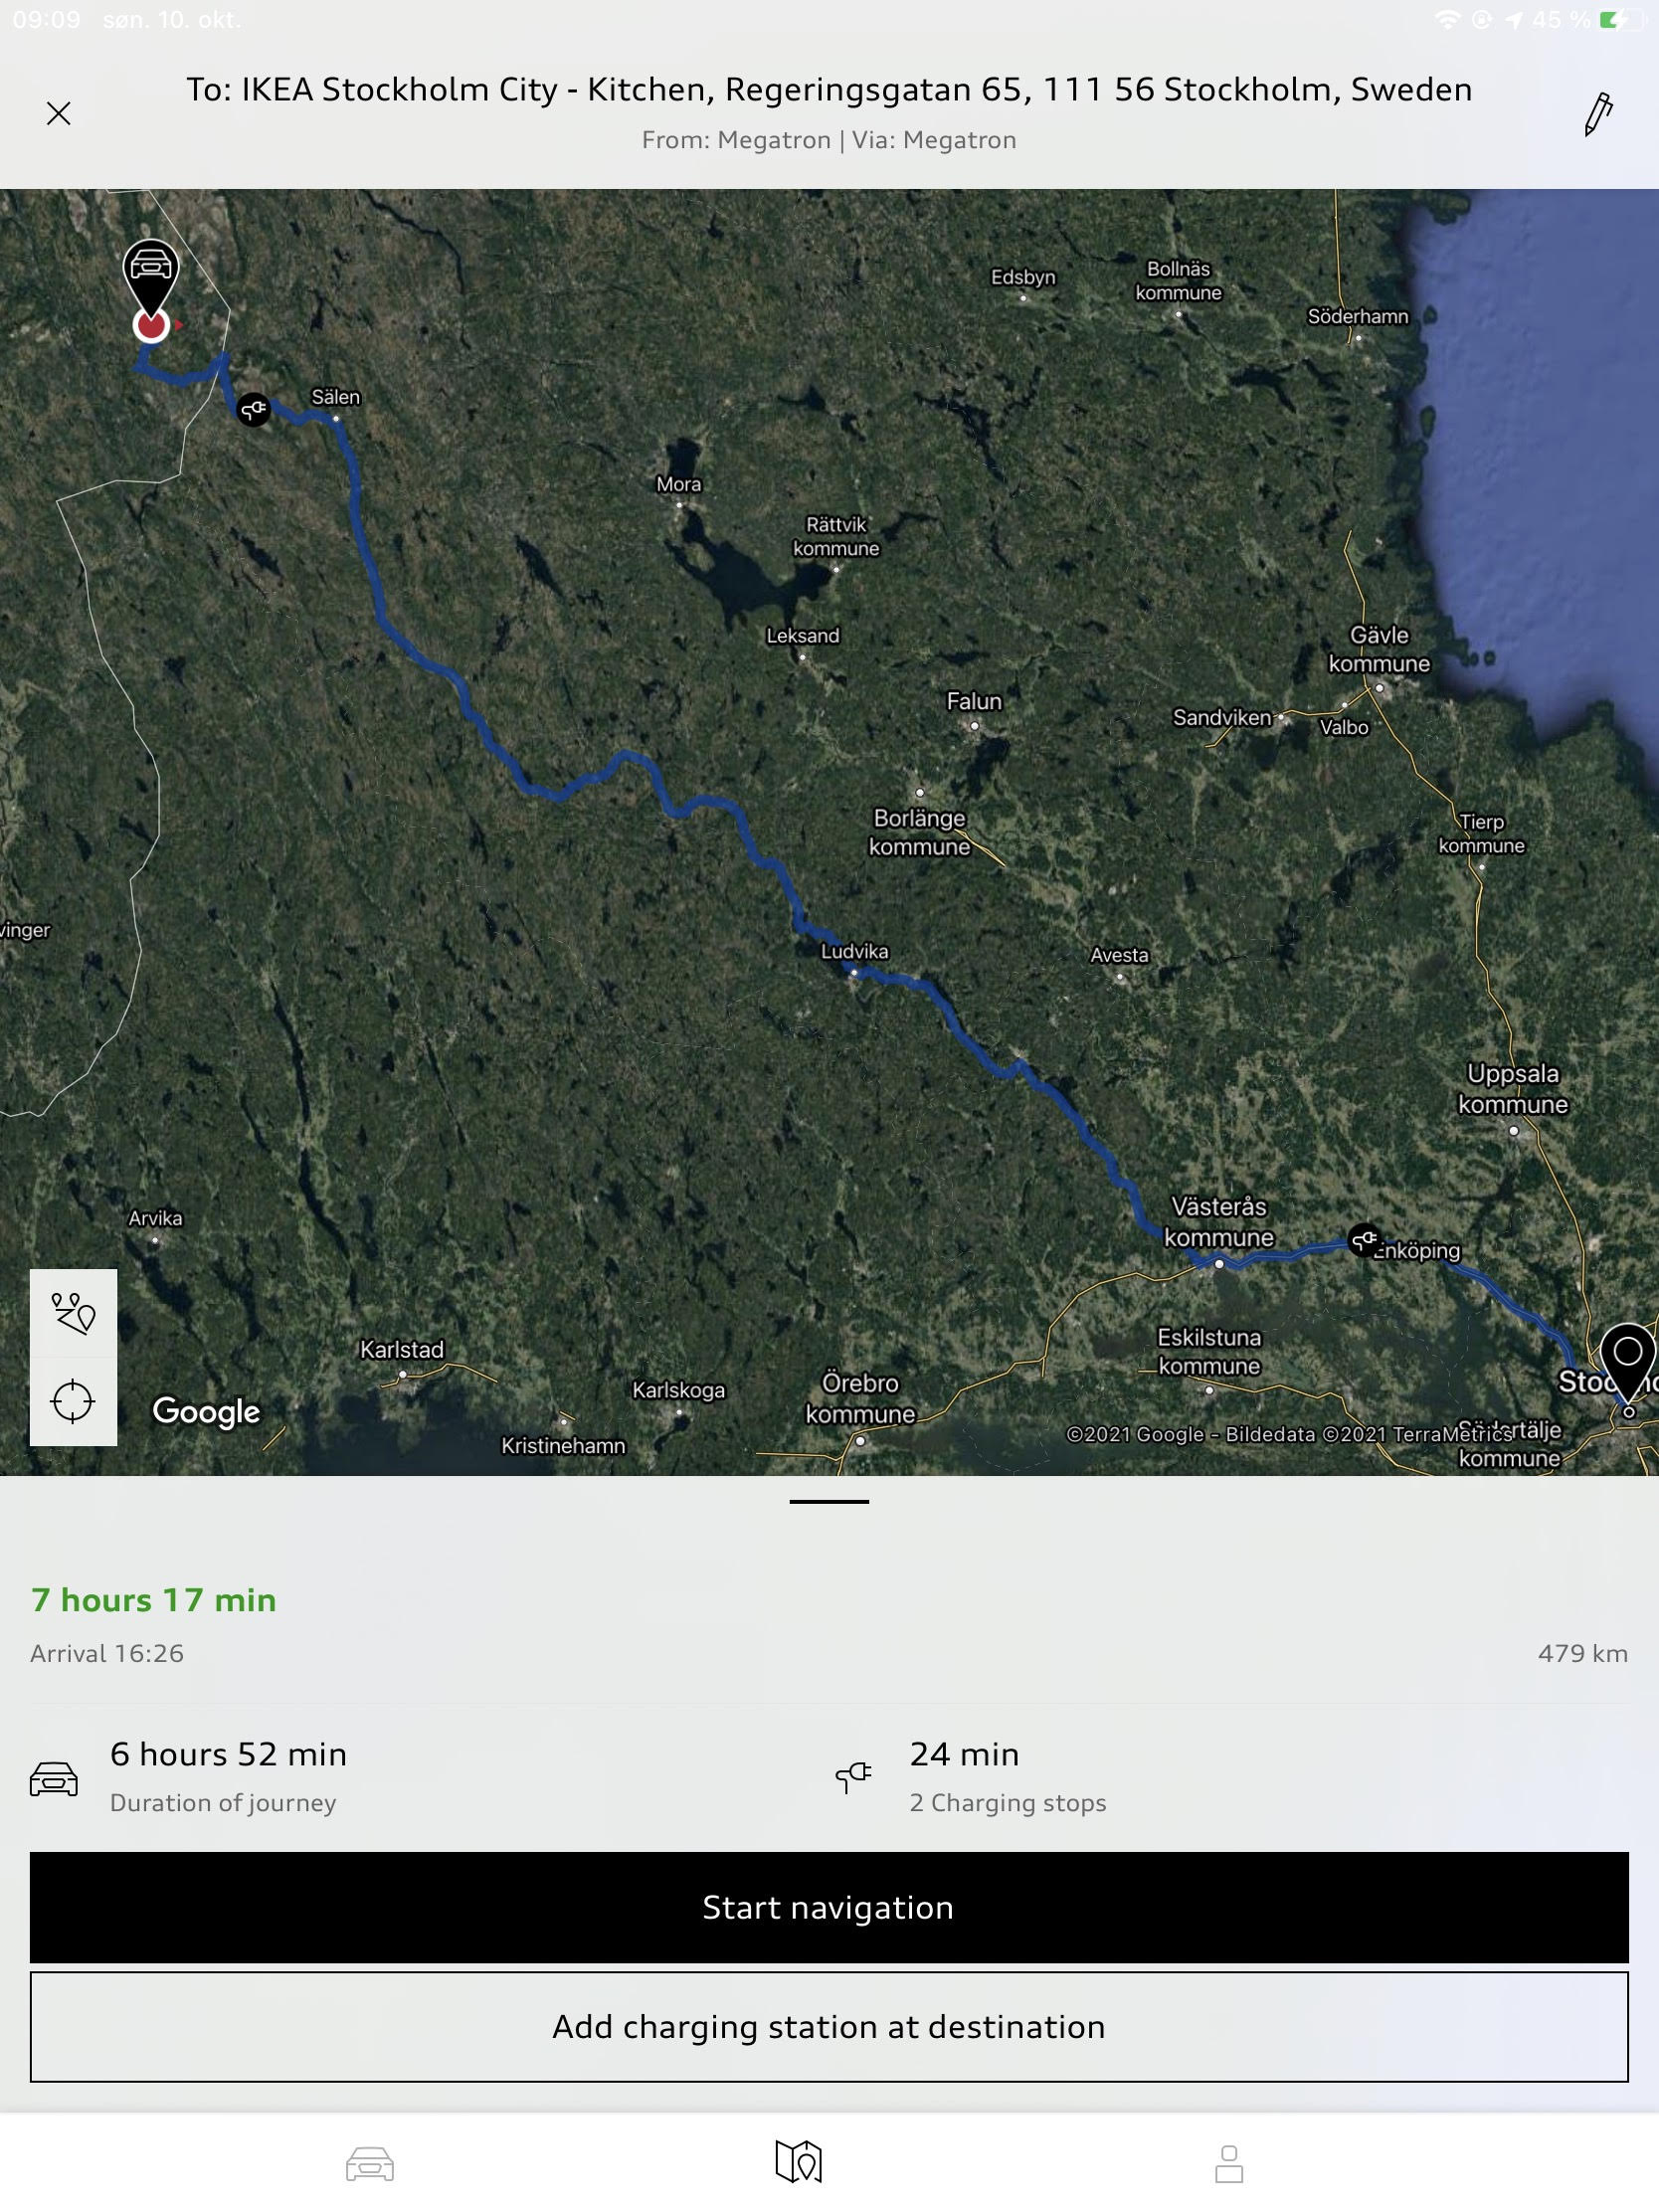 09:09 søn. 10. okt.
45 %
To: IKEA Stockholm City - Kitchen, Regeringsgatan 65, 111 56 Stockholm, Sweden
From: Megatron | Via: Megatron
Edsbyn
Bollnäs
kommune
Söderhamn
Sälen
Mora
Rättvik
kommune
Leksand
Gävle
kommune
Falun
Sandviken
Valbo
Borlänge
kommune
Tierp
kommune
vinger
Ludvika
Avesta
Uppsala
kommune
Arvika
Västerås
kommune
Enköping
Karlstad
Eskilstuna
kommune
Karlskoga
Örebro
kommune
Google
Kristinehamn
©2021 Google - Bildedata ©2021 TerraMetrics
kommune
7 hours 17 min
Arrival 16:26
479 km
6 hours 52 min
Duration of journey
24 min
2 Charging stops
Start navigation
Add charging station at destination